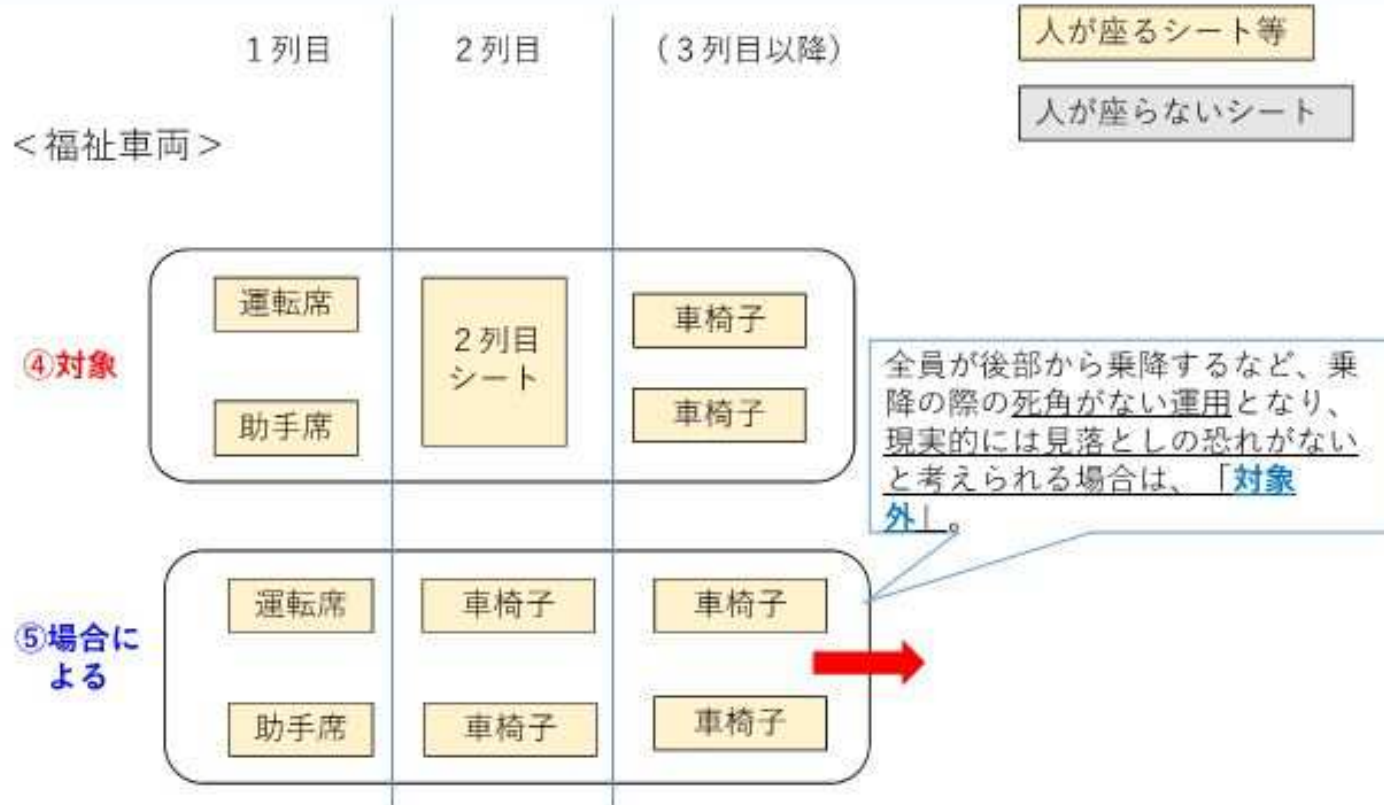 1列目
2列目
(3列目以降)
人が座るシート等
人が座らないシート
<福祉車両>
④対象
運転席
助手席
2列目
シート
車椅子
車椅子
全員が後部から乗降するなど、乗
降の際の死角がない運用となり、
現実的には見落としの恐れがない
と考えられる場合は、「対象
外」。
⑤場合に
よる
運転席
助手席
車椅子
車椅子
車椅子
車椅子